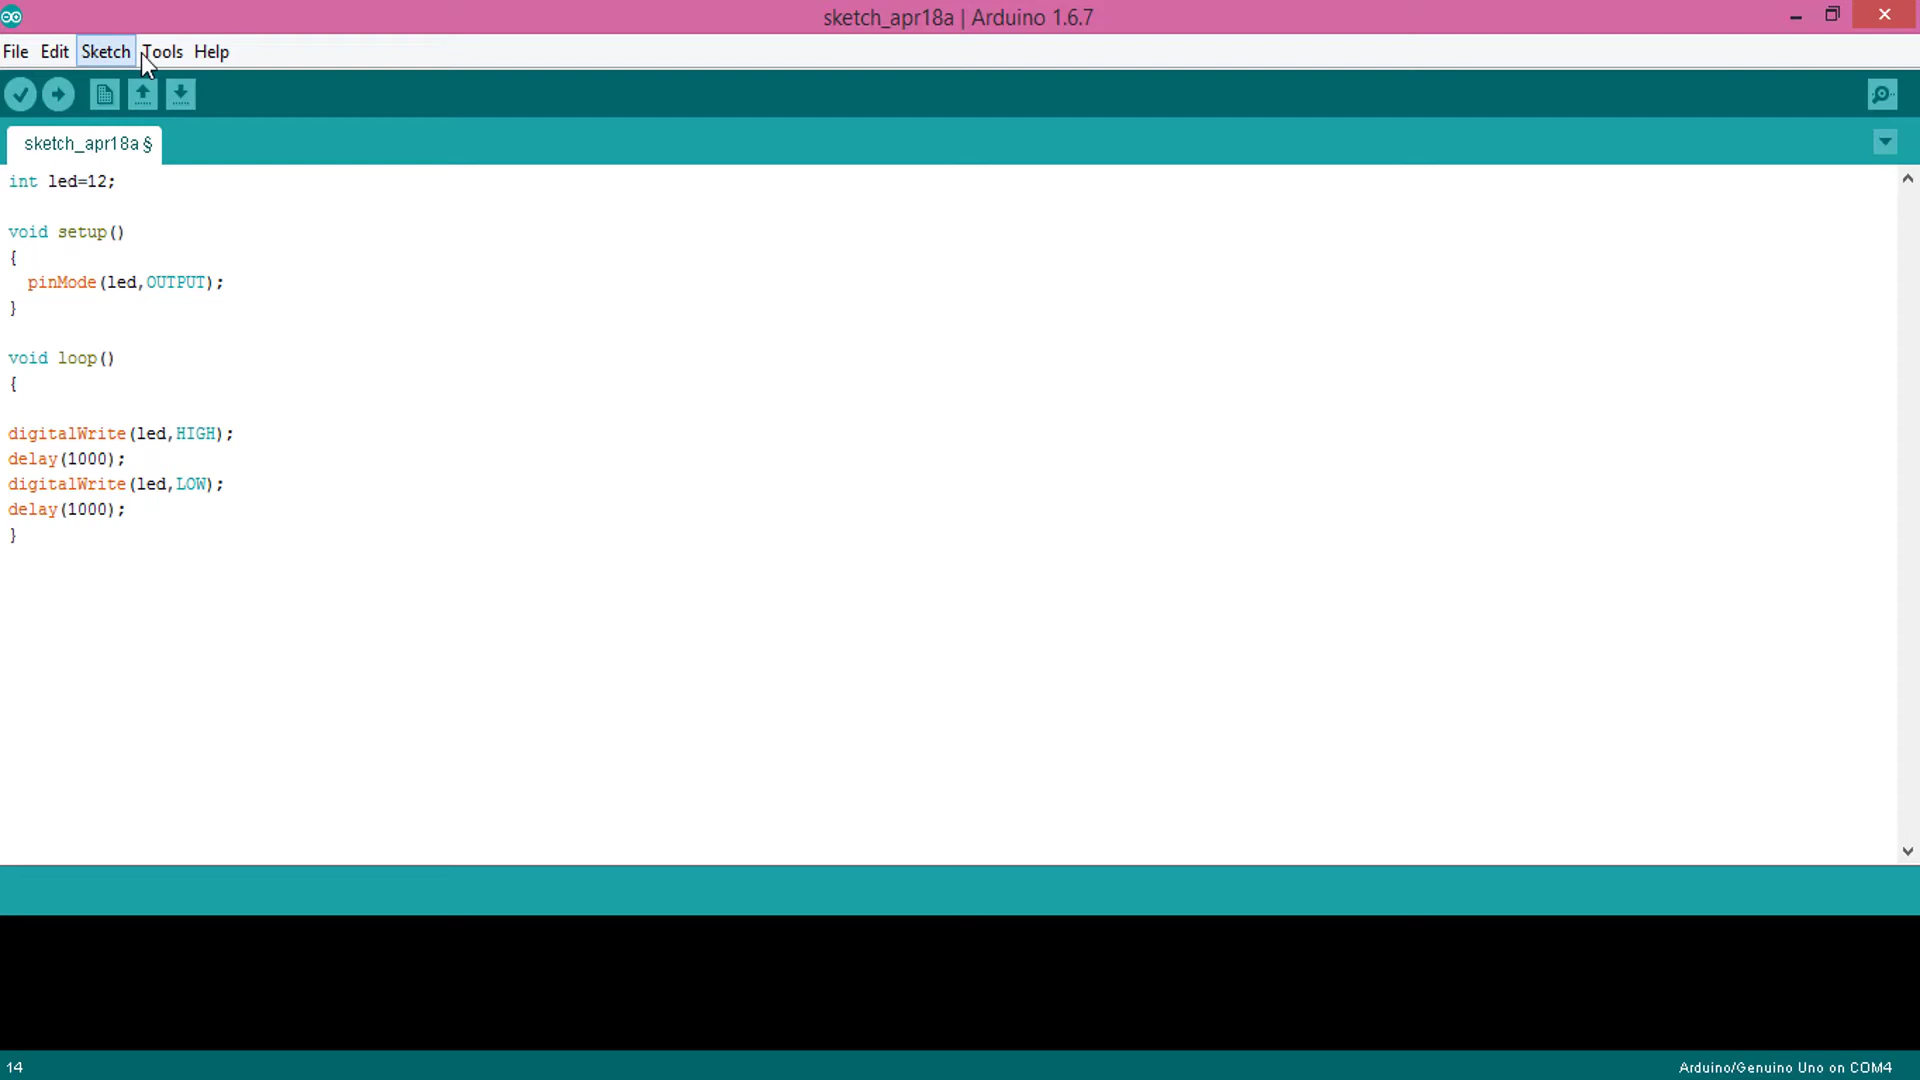 sketch_apr18a | Arduino 1.6.7
File Edit Sketch Tools Help
sketch_apr18a §
int led=12;
void setup()
{
pinMode(led,OUTPUT);
}
void loop()
{
digitalWrite(led,HIGH);
delay(1000);
digitalWrite(led,LOW);
delay(1000);
}
14
Arduino/Genuino Uno on COM4